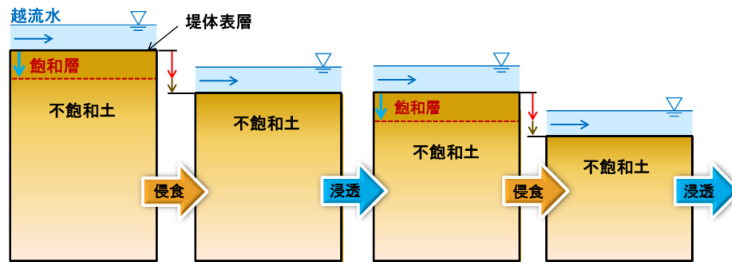 越流水
堤体表層
飽和層
不飽和土
侵食
不飽和土
浸透
飽和層
不飽和土
侵食
不飽和土
浸透